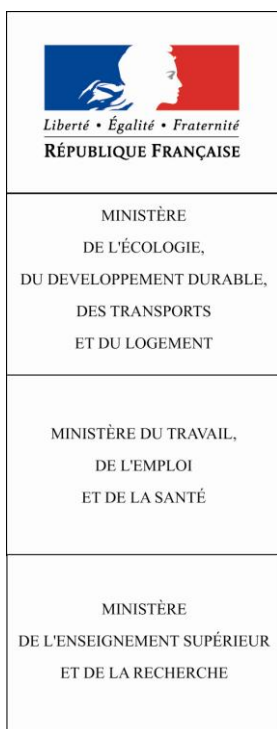 Liberté • Égalité • Fraternité
RÉPUBLIQUE FRANÇAISE
MINISTÈRE
DE L'ÉCOLOGIE,
DU DEVELOPPEMENT DURABLE,
DES TRANSPORTS
ET DU LOGEMENT
MINISTÈRE DU TRAVAIL,
DE L'EMPLOI
ET DE LA SANTÉ
MINISTÈRE
DE L'ENSEIGNEMENT SUPÉRIEUR
ET DE LA RECHERCHE